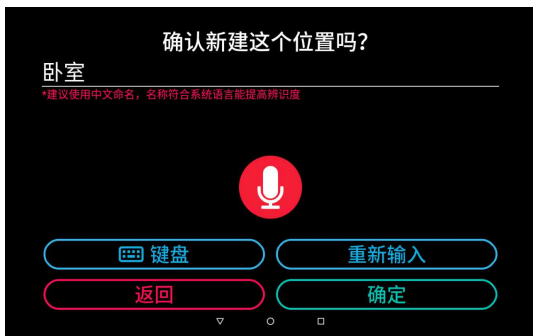 确认新建这个位置吗?
卧室
*建议使用中文命名，名称符合系统语言能提高辨识度
键盘
重新输入
返回
确定